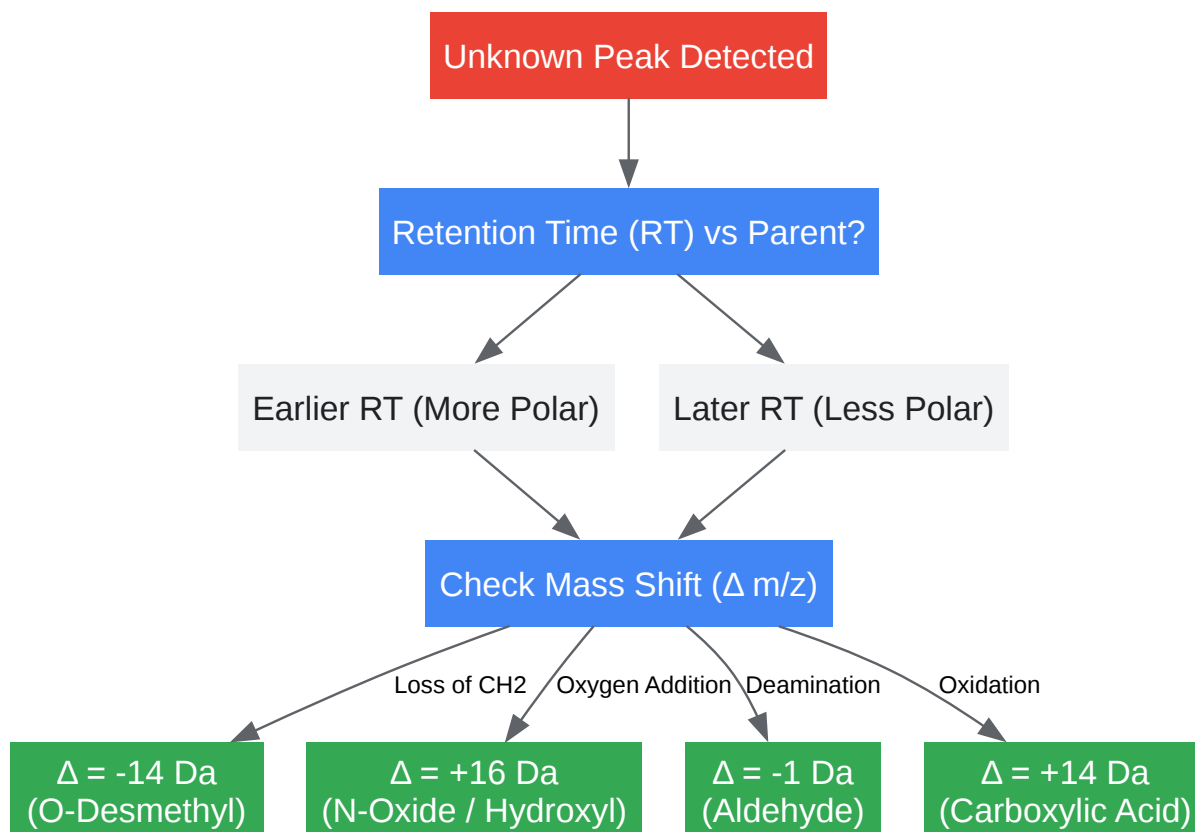 Unknown Peak Detected
Retention Time (RT) vs Parent?
Earlier RT (More Polar)
Later RT (Less Polar)
Check Mass Shift (Δ m/z)
Loss of CH2
Oxygen Addition
Deamination
Oxidation
Δ = -14 Da
(O-Desmethyl)
Δ = +16 Da
(N-Oxide / Hydroxyl)
Δ = -1 Da
(Aldehyde)
Δ = +14 Da
(Carboxylic Acid)